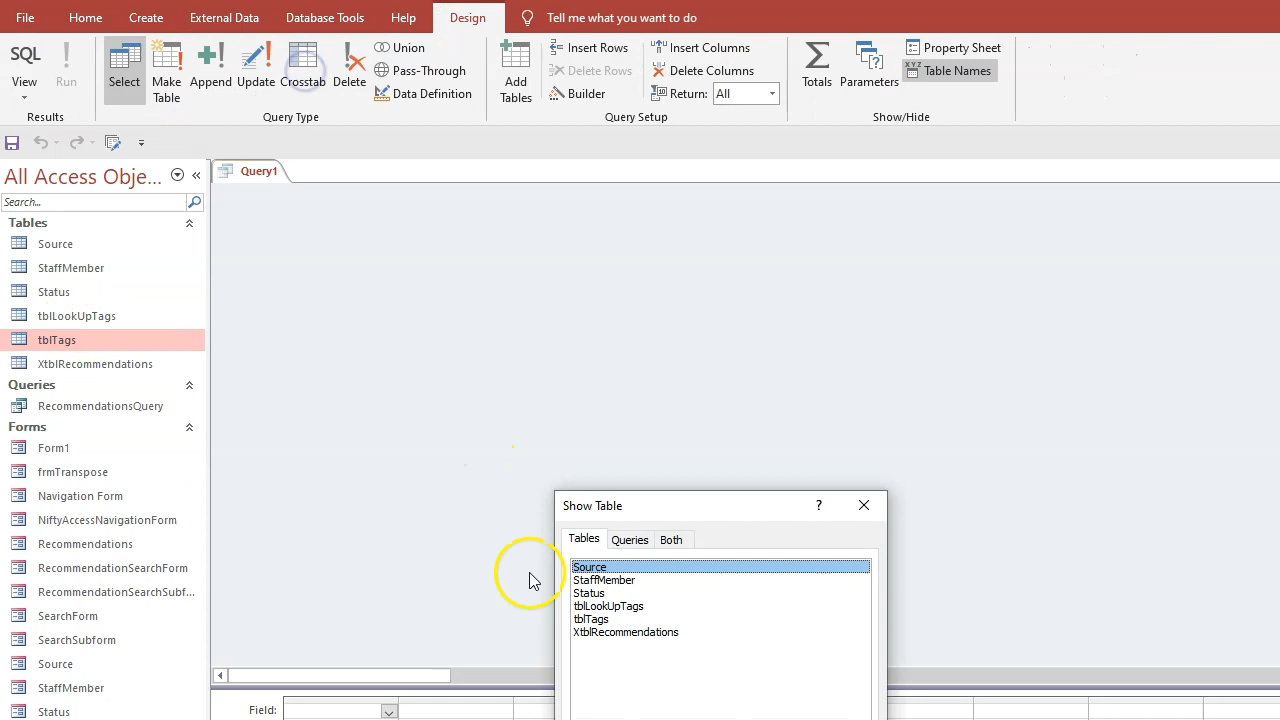 File Home Create External Data Database Tools Help Design Tell me what you want to do
SQL
View
Run
Results
Select
Make Table
Append
Update
Crosstab
Delete
Union
Pass-Through
Data Definition
Query Type
Add Tables
Insert Rows
Delete Rows
Builder
Insert Columns
Delete Columns
Return: All
Query Setup
Totals
Parameters
Property Sheet
XYZ Table Names
Show/Hide
All Access Obje...
Search...
Tables
Source
StaffMember
Status
tblLookUpTags
tblTags
XtblRecommendations
Queries
RecommendationsQuery
Forms
Form1
frmTranspose
Navigation Form
NiftyAccessNavigationForm
Recommendations
RecommendationSearchForm
RecommendationSearchSubf...
SearchForm
SearchSubform
Source
StaffMember
Status
Query1
Show Table ?
Tables Queries Both
Source
StaffMember
Status
tblLookUpTags
tblTags
XtblRecommendations
Field: